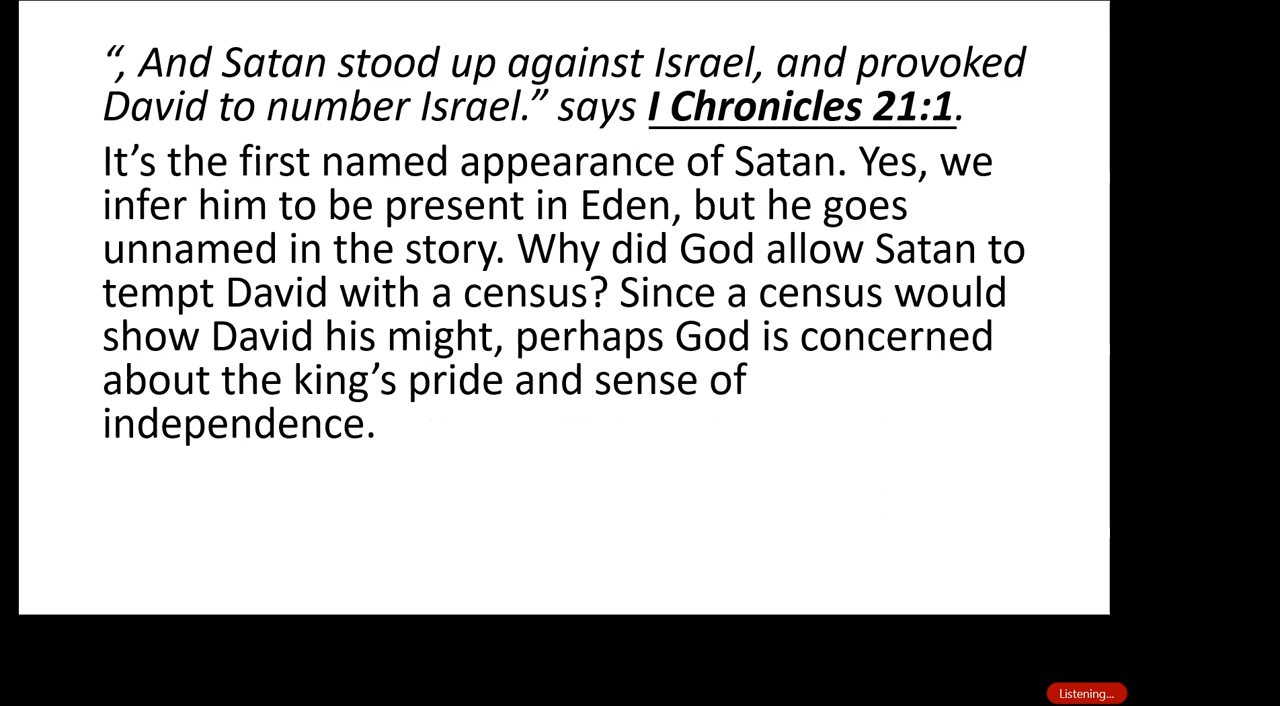 “, And Satan stood up against Israel, and provoked
David to number Israel.” says I Chronicles 21:1.
It’s the first named appearance of Satan. Yes, we
infer him to be present in Eden, but he goes
unnamed in the story. Why did God allow Satan to
tempt David with a census? Since a census would
show David his might, perhaps God is concerned
about the king’s pride and sense of
independence.
Listening...